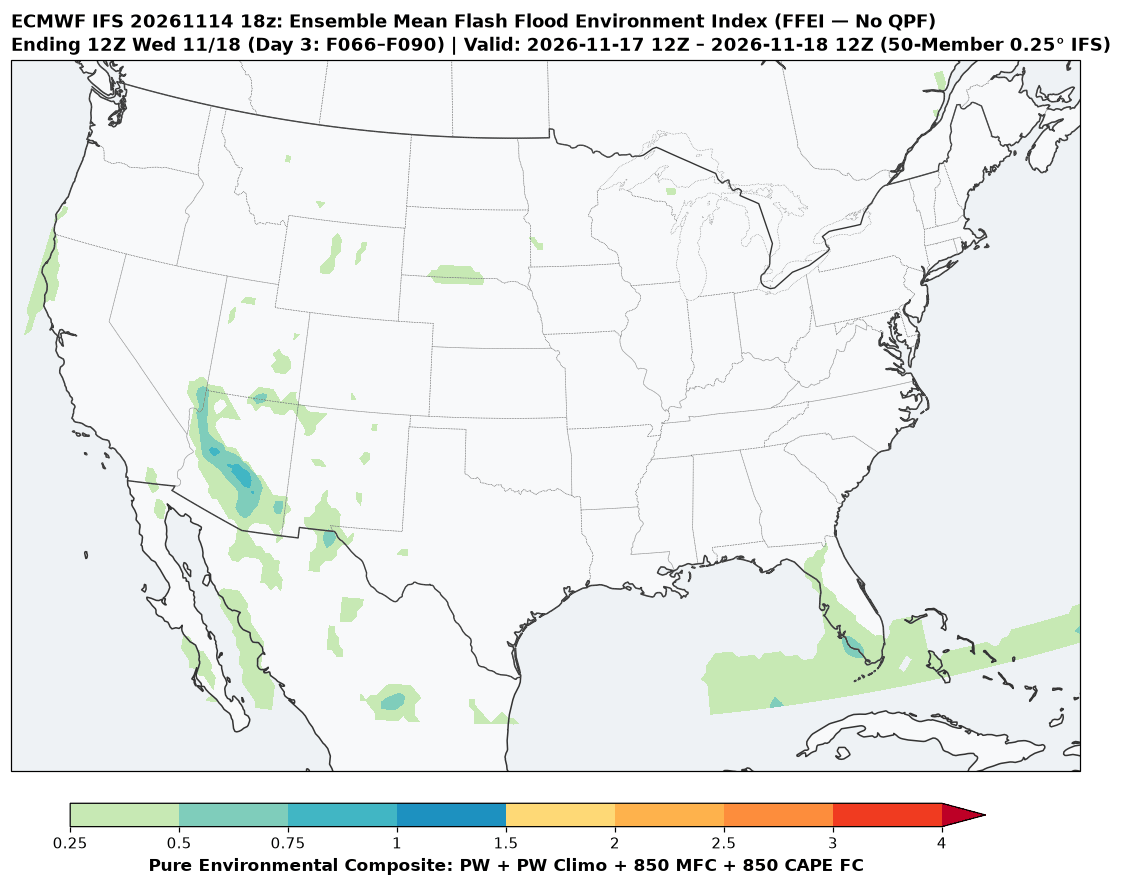 ECMWF IFS 20261114 18z: Ensemble Mean Flash Flood Environment Index (FFEI — No QPF)
Ending 12Z Wed 11/18 (Day 3: F066–F090) | Valid: 2026-11-17 12Z – 2026-11-18 12Z (50-Member 0.25° IFS)
0.25 0.5 0.75 1 1.5 2 2.5 3 4
Pure Environmental Composite: PW + PW Climo + 850 MFC + 850 CAPE FC